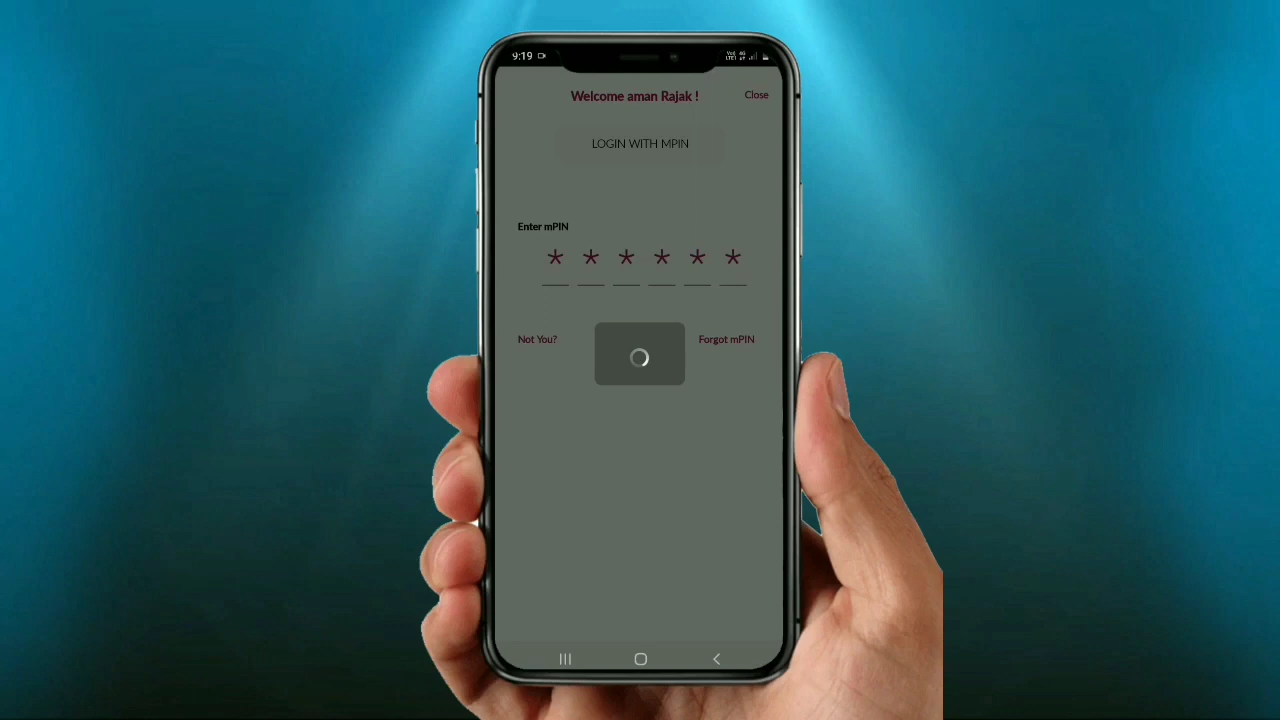 9:19
Welcome aman Rajak !
Close
LOGIN WITH MPIN
Enter mPIN
* * * * * *
Not You?
Forgot mPIN